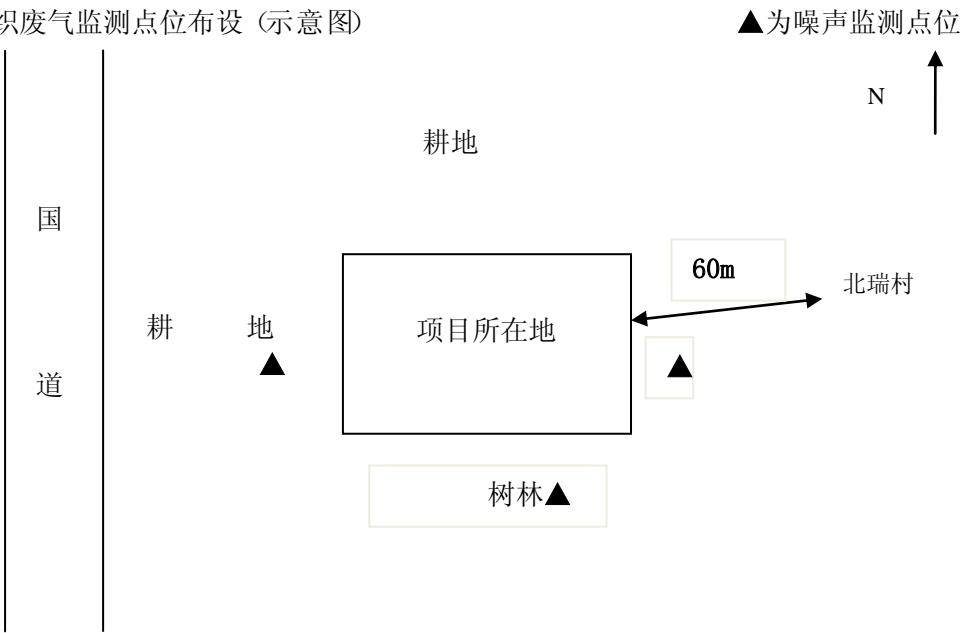 织废气监测点位布设（示意图） ▲为噪声监测点位
N
耕地
国
60m
北瑞村
耕 地
项目所在地
道
树林▲